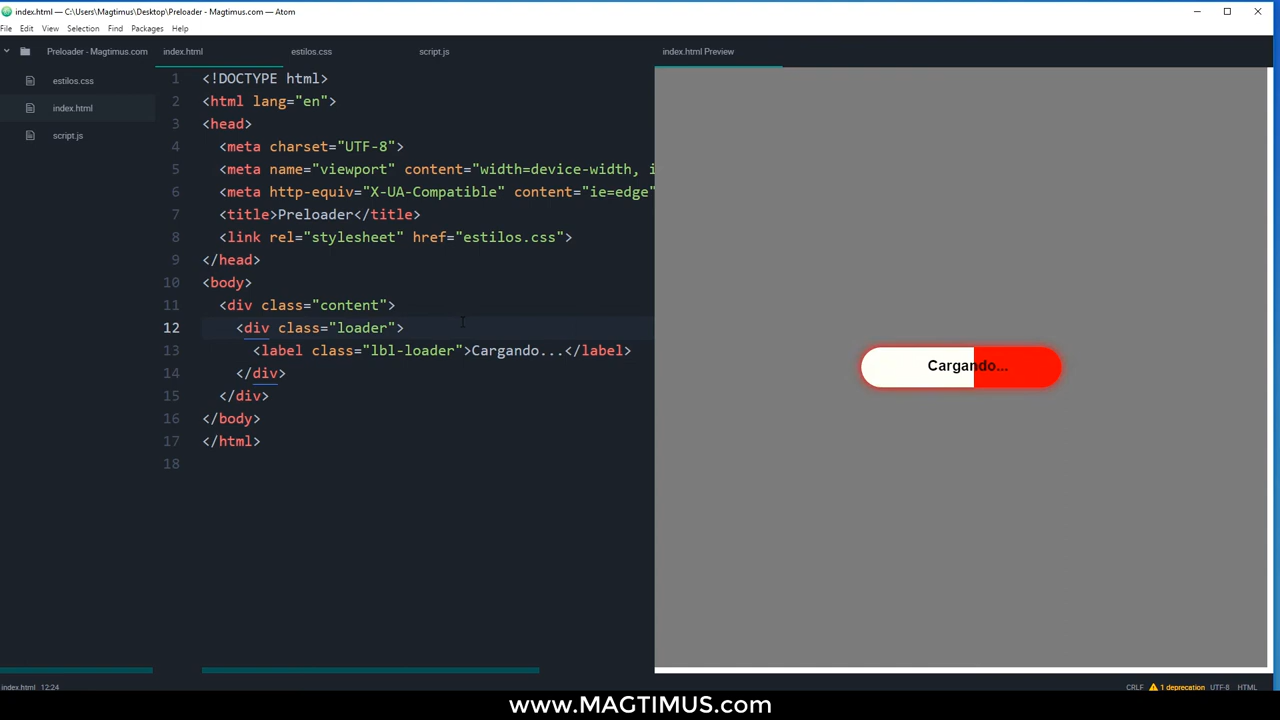 index.html — C:\Users\Magtimus\Desktop\Preloader - Magtimus.com — Atom
File Edit View Selection Find Packages Help
Preloader - Magtimus.com
estilos.css
index.html
script.js
index.html estilos.css script.js index.html Preview
1 <!DOCTYPE html>
2 <html lang="en">
3 <head>
4 <meta charset="UTF-8">
5 <meta name="viewport" content="width=device-width, i
6 <meta http-equiv="X-UA-Compatible" content="ie=edge"
7 <title>Preloader</title>
8 <link rel="stylesheet" href="estilos.css">
9 </head>
10 <body>
11 <div class="content">
12 <div class="loader">
13 <label class="lbl-loader">Cargando...</label>
14 </div>
15 </div>
16 </body>
17 </html>
18
Cargando...
index.html 12:24 CRLF 1 deprecation UTF-8 HTML
www.MAGTIMUS.com